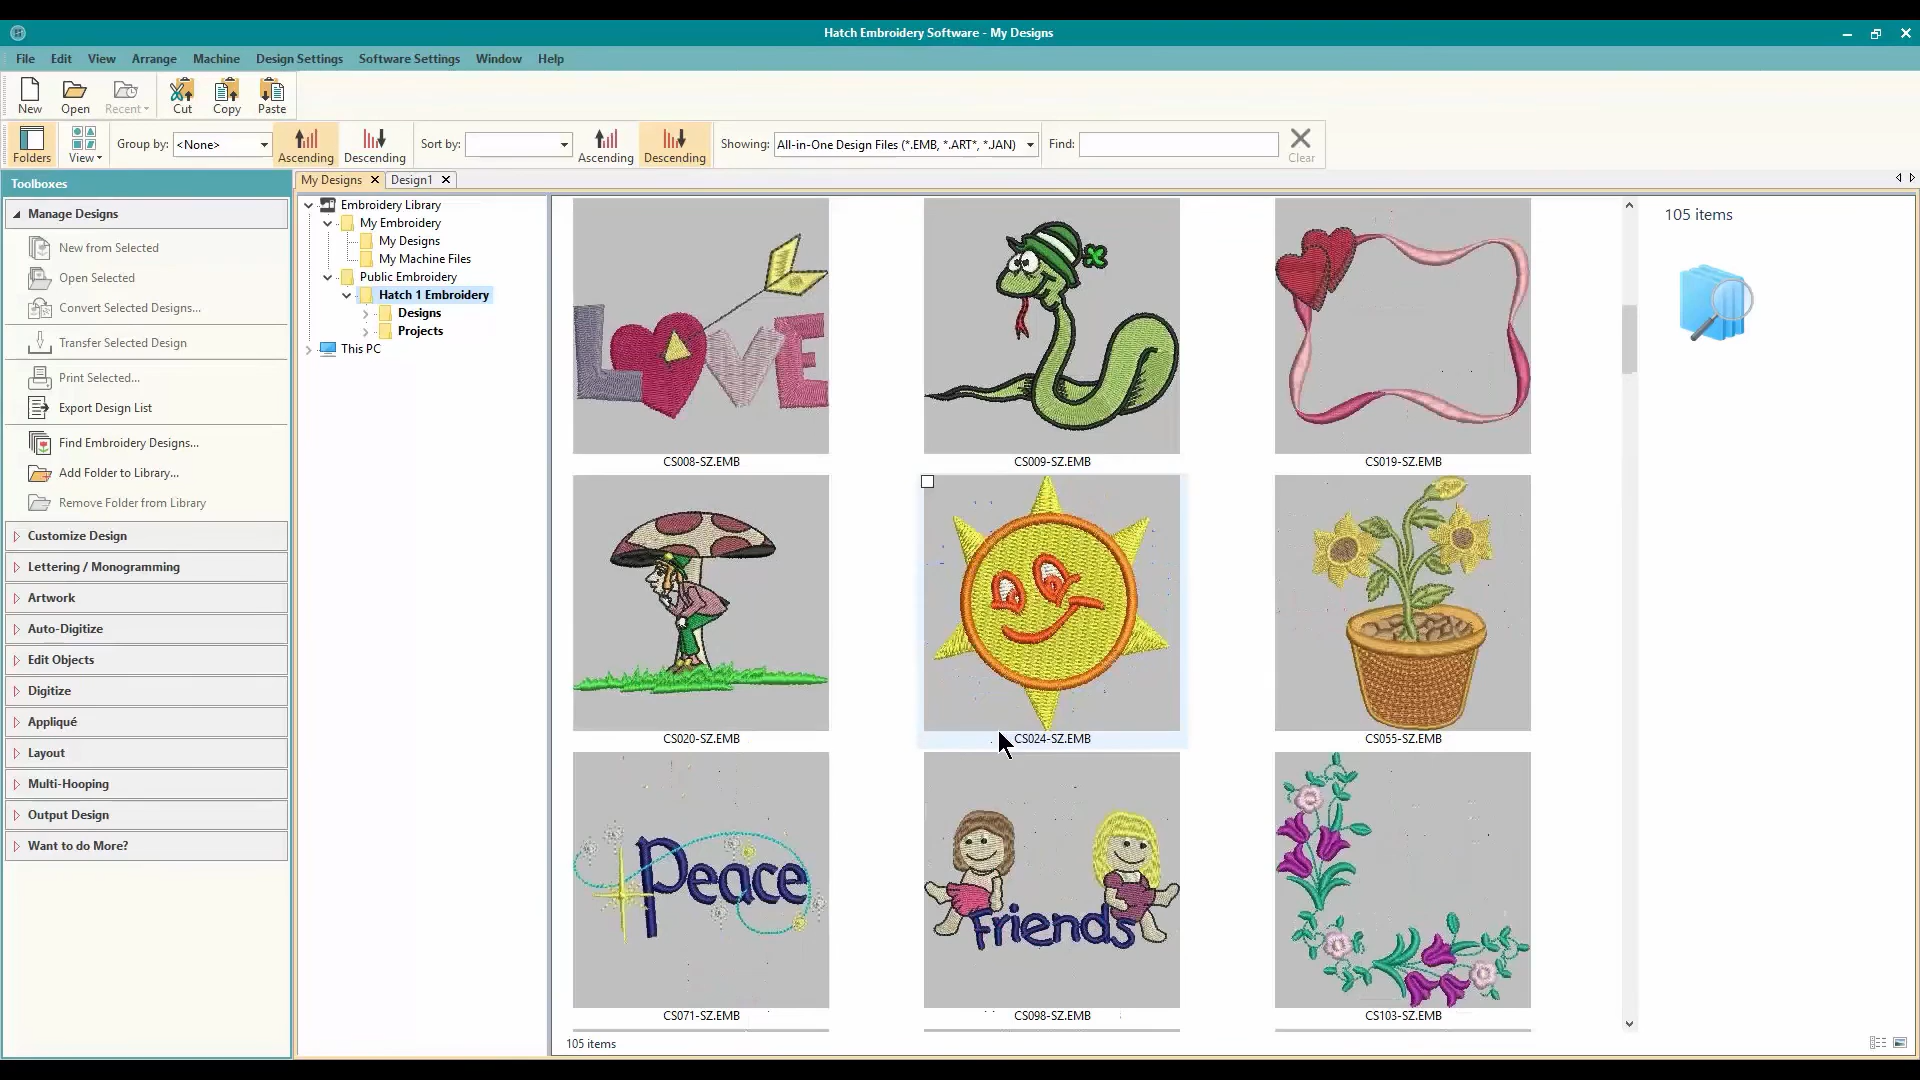 Hatch Embroidery Software - My Designs
File Edit View Arrange Machine Design Settings Software Settings Window Help
New Open Recent Cut Copy Paste
Folders View Group by: <None> Ascending Descending Sort by: Ascending Descending Showing: All-in-One Design Files (*.EMB, *.ART*, *.JAN) Find: Clear
Toolboxes
Manage Designs
New from Selected
Open Selected
Convert Selected Designs...
Transfer Selected Design
Print Selected...
Export Design List
Find Embroidery Designs...
Add Folder to Library...
Remove Folder from Library
Customize Design
Lettering / Monogramming
Artwork
Auto-Digitize
Edit Objects
Digitize
Appliqué
Layout
Multi-Hooping
Output Design
Want to do More?
My Designs Design1
Embroidery Library
My Embroidery
My Designs
My Machine Files
Public Embroidery
Hatch 1 Embroidery
Designs
Projects
This PC
LOVE
CS008-SZ.EMB CS009-SZ.EMB CS019-SZ.EMB
CS020-SZ.EMB CS024-SZ.EMB CS055-SZ.EMB
Peace
Friends
CS071-SZ.EMB CS098-SZ.EMB CS103-SZ.EMB
105 items
105 items